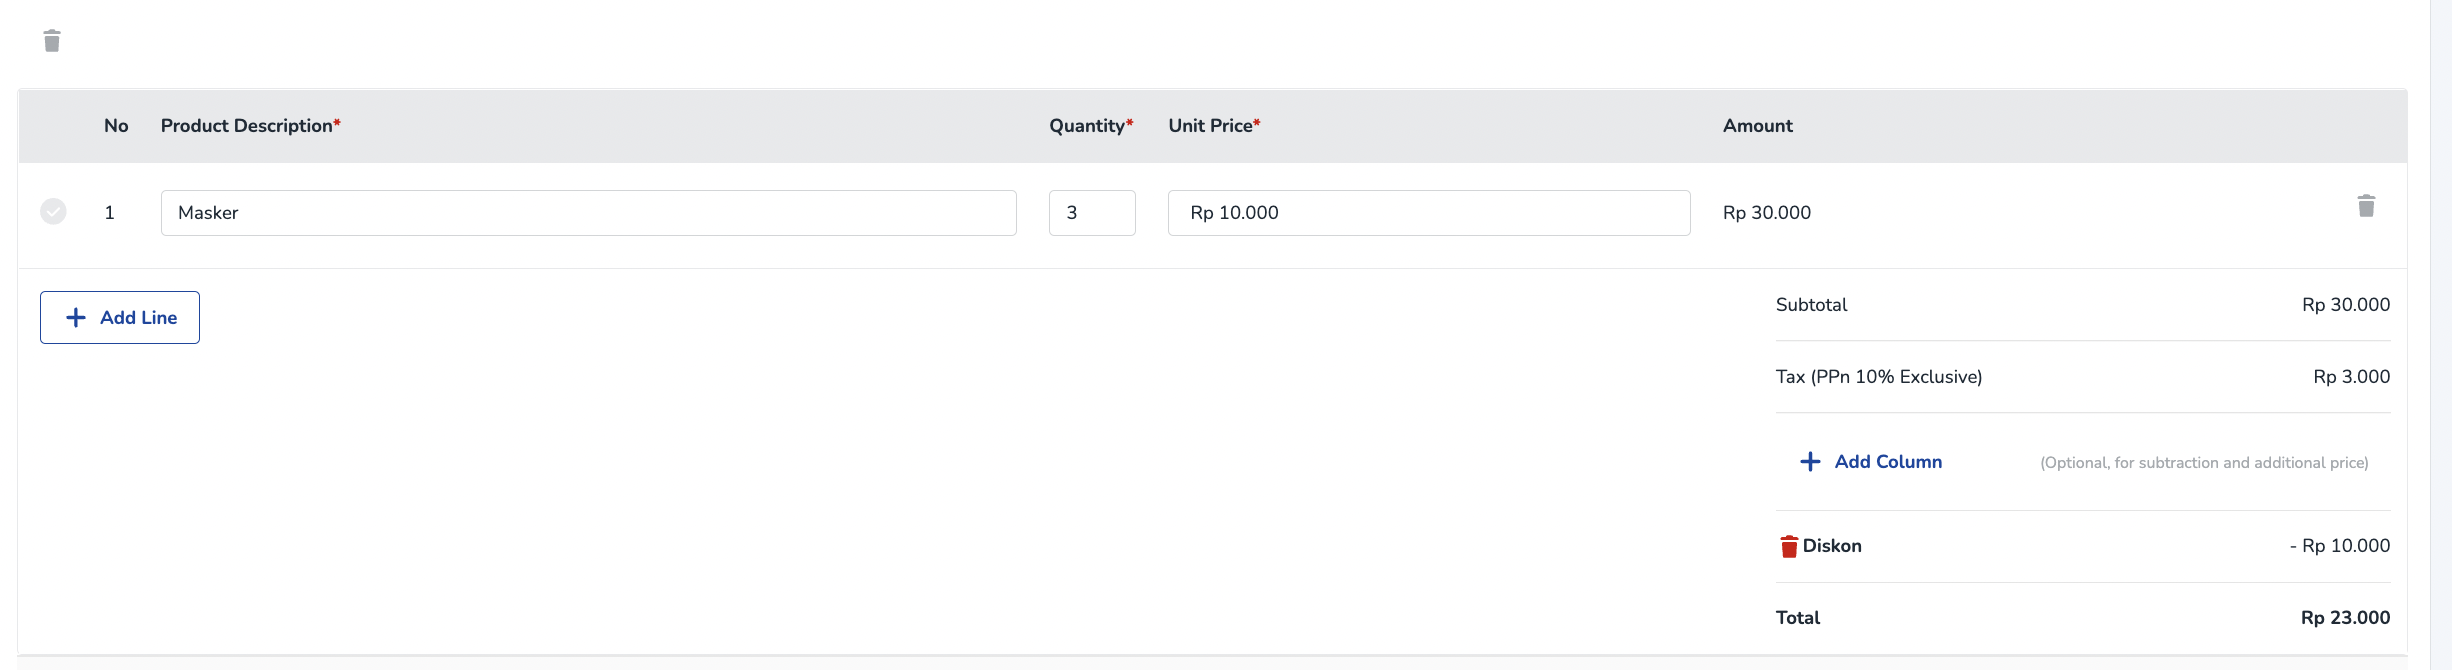 No Product Description* Quantity* Unit Price* Amount
1 Masker 3 Rp 10.000 Rp 30.000
Add Line
Subtotal Rp 30.000
Tax (PPn 10% Exclusive) Rp 3.000
Add Column (Optional, for subtraction and additional price)
Diskon - Rp 10.000
Total Rp 23.000